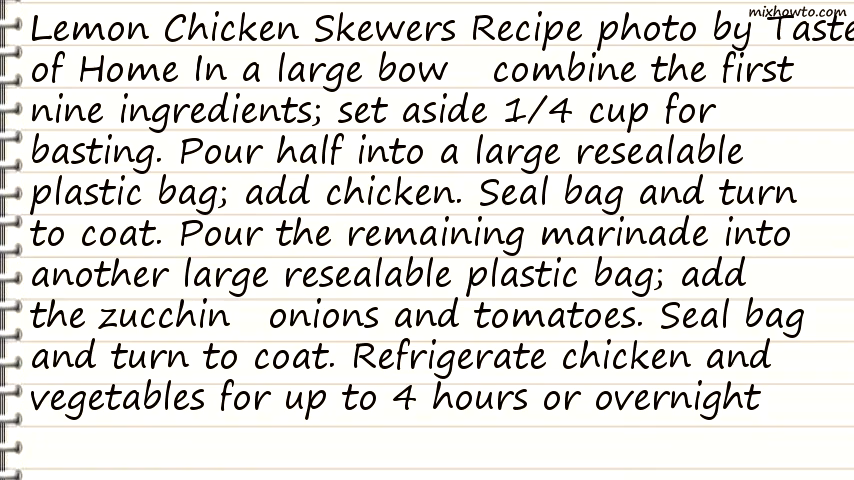 mixhowto.com
Lemon Chicken Skewers Recipe photo by Taste
of Home In a large bow combine the first
nine ingredients; set aside 1/4 cup for
basting. Pour half into a large resealable
plastic bag; add chicken. Seal bag and turn
to coat. Pour the remaining marinade into
another large resealable plastic bag; add
the zucchin onions and tomatoes. Seal bag
and turn to coat. Refrigerate chicken and
vegetables for up to 4 hours or overnight